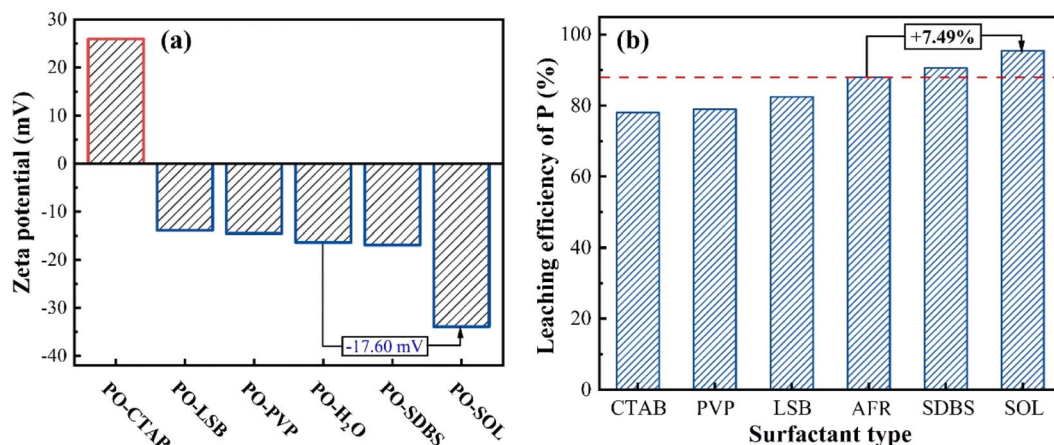 (a)
Zeta potential (mV)
30
20
10
0
-10
-20
-30
-40
-17.60 mV
PO-CTAB
PO-LSB
PO-PVP
PO-H₂O
PO-SDBS
PO-SOL
(b)
Leaching efficiency of P (%)
100
80
60
40
20
0
+7.49%
CTAB PVP LSB AFR SDBS SOL
Surfactant type